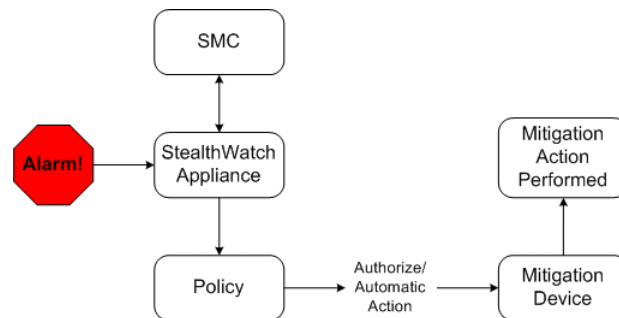 SMC
Alarm!
StealthWatch
Appliance
Mitigation
Action
Performed
Policy
Authorize/
Automatic
Action
Mitigation
Device